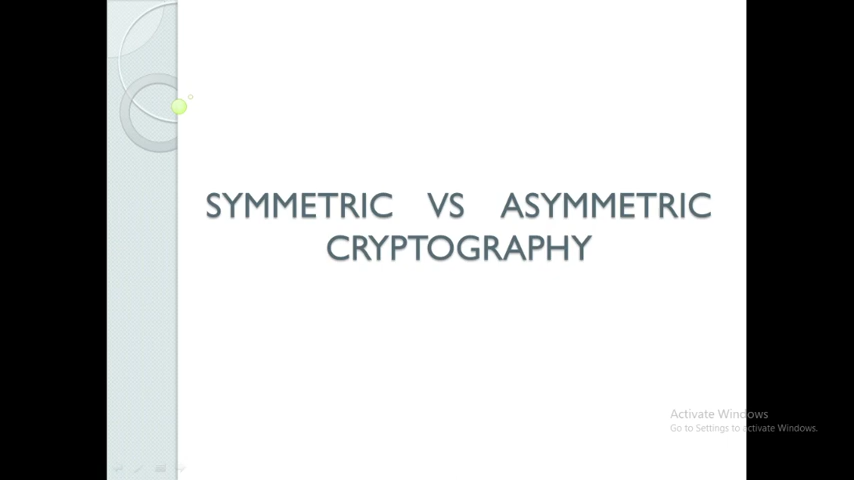 SYMMETRIC VS ASYMMETRIC
CRYPTOGRAPHY
Activate Windows
Go to Settings to activate Windows.